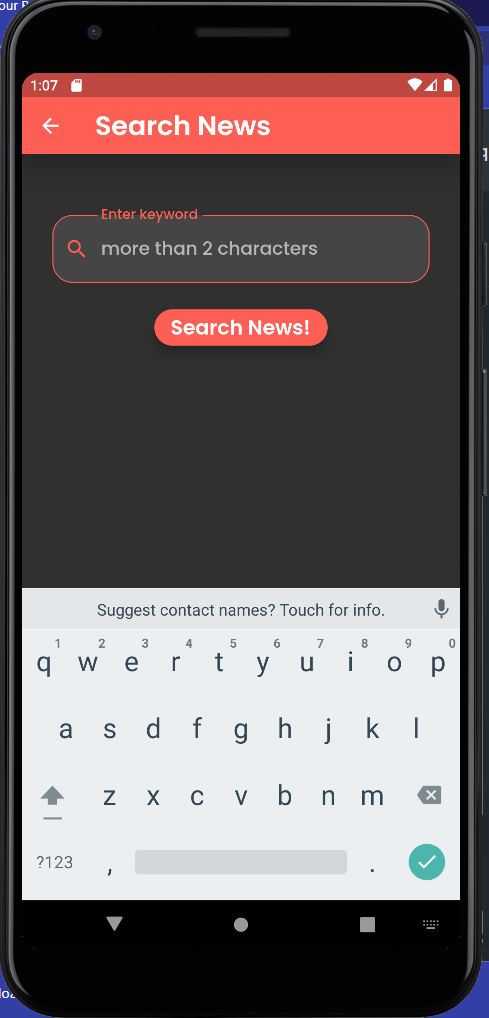 our
1:07
Search News
Enter keyword
more than 2 characters
Search News!
Suggest contact names? Touch for info.
1 2 3 4 5 6 7 8 9 0
q w e r t y u i o p
a s d f g h j k l
z x c v b n m
?123 , .